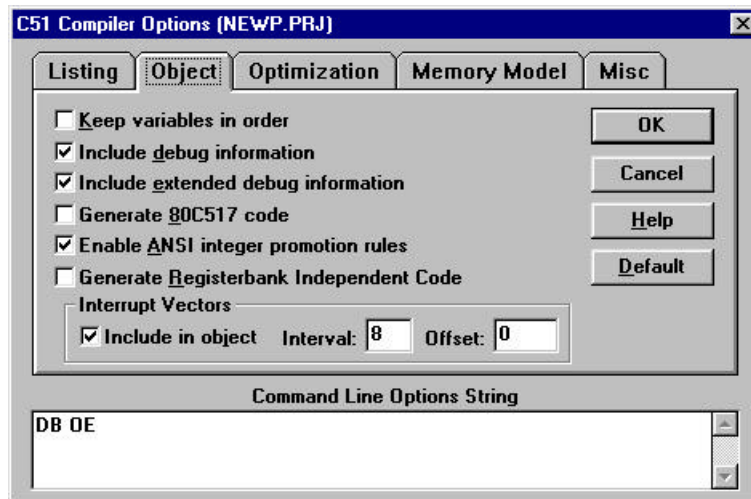 C51 Compiler Options (NEWP.PRJ)
Listing Object Optimization Memory Model Misc
Keep variables in order
OK
Include debug information
Include extended debug information
Cancel
Generate 80C517 code
Help
Enable ANSI integer promotion rules
Default
Generate Registerbank Independent Code
Interrupt Vectors
Include in object Interval: 8 Offset: 0
Command Line Options String
DB OE